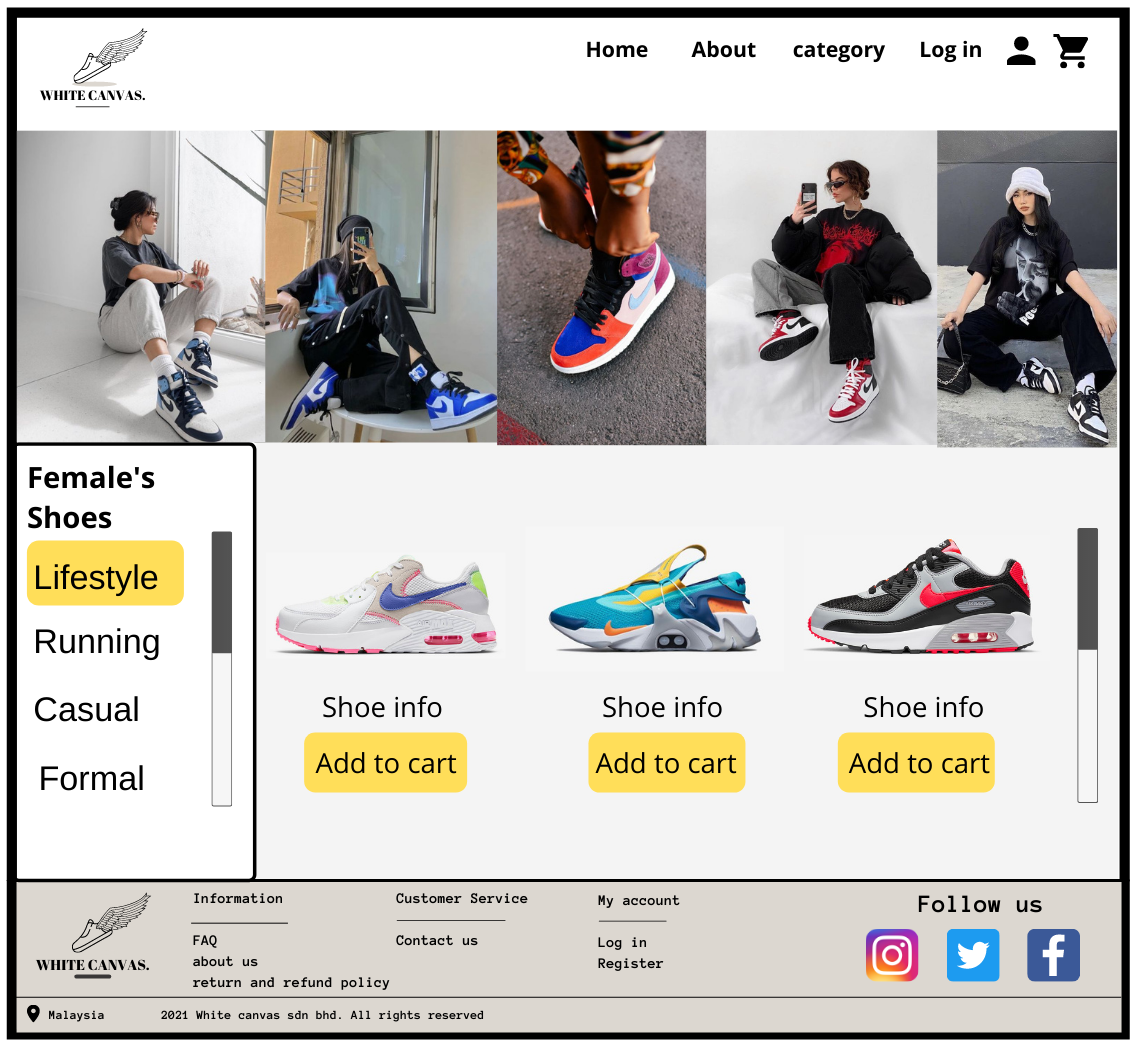 Home About category Log in
WHITE CANVAS.
Female's
Shoes
Lifestyle
Running
Casual
Formal
Shoe info Shoe info Shoe info
Add to cart Add to cart Add to cart
Information
FAQ
about us
return and refund policy
Customer Service
Contact us
My account
Log in
Register
Follow us
WHITE CANVAS.
Malaysia 2021 White canvas sdn bhd. All rights reserved